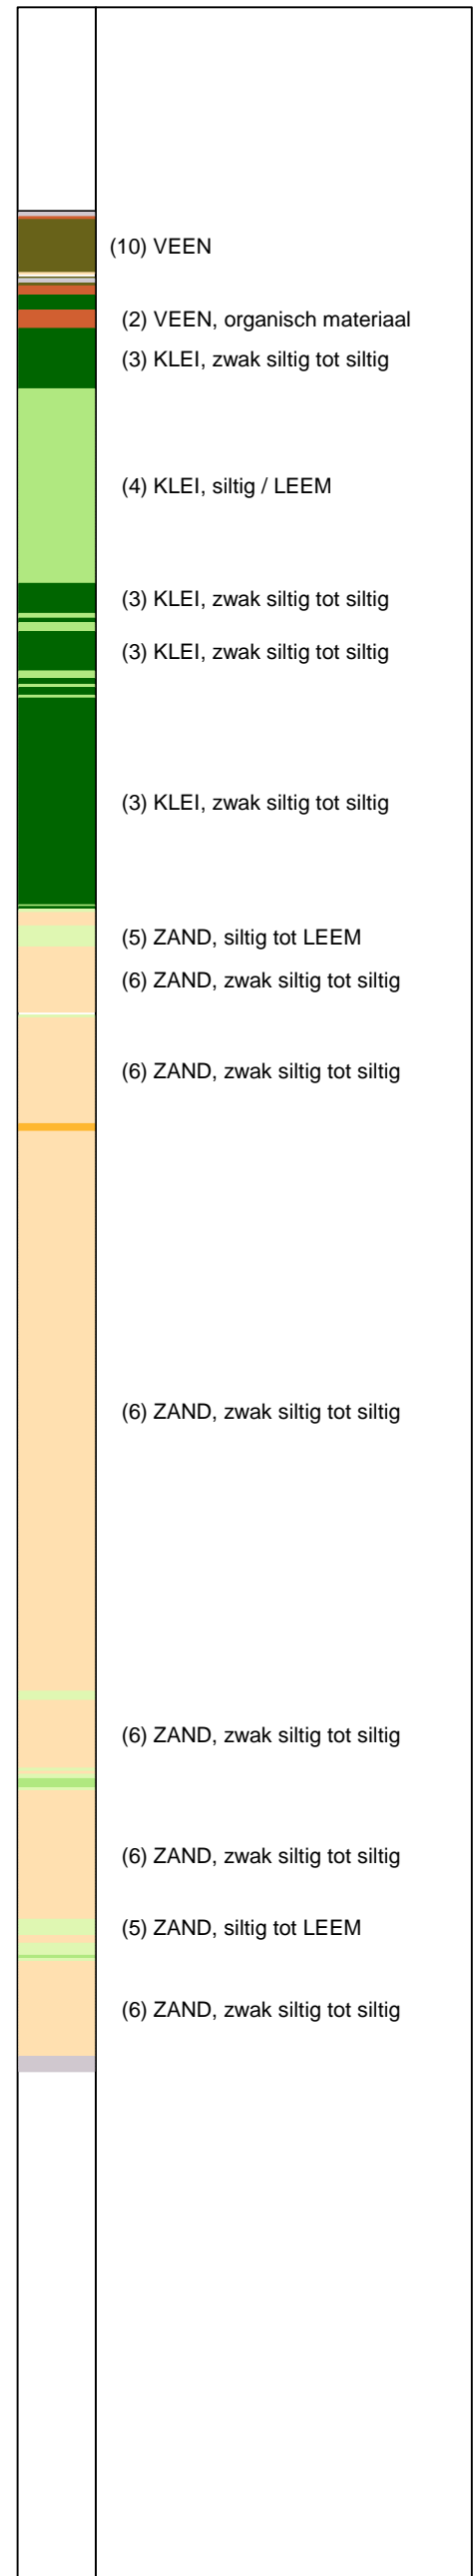 (10) VEEN
(2) VEEN, organisch materiaal
(3) KLEI, zwak siltig tot siltig
(4) KLEI, siltig / LEEM
(3) KLEI, zwak siltig tot siltig
(3) KLEI, zwak siltig tot siltig
(3) KLEI, zwak siltig tot siltig
(5) ZAND, siltig tot LEEM
(6) ZAND, zwak siltig tot siltig
(6) ZAND, zwak siltig tot siltig
(6) ZAND, zwak siltig tot siltig
(6) ZAND, zwak siltig tot siltig
(6) ZAND, zwak siltig tot siltig
(5) ZAND, siltig tot LEEM
(6) ZAND, zwak siltig tot siltig